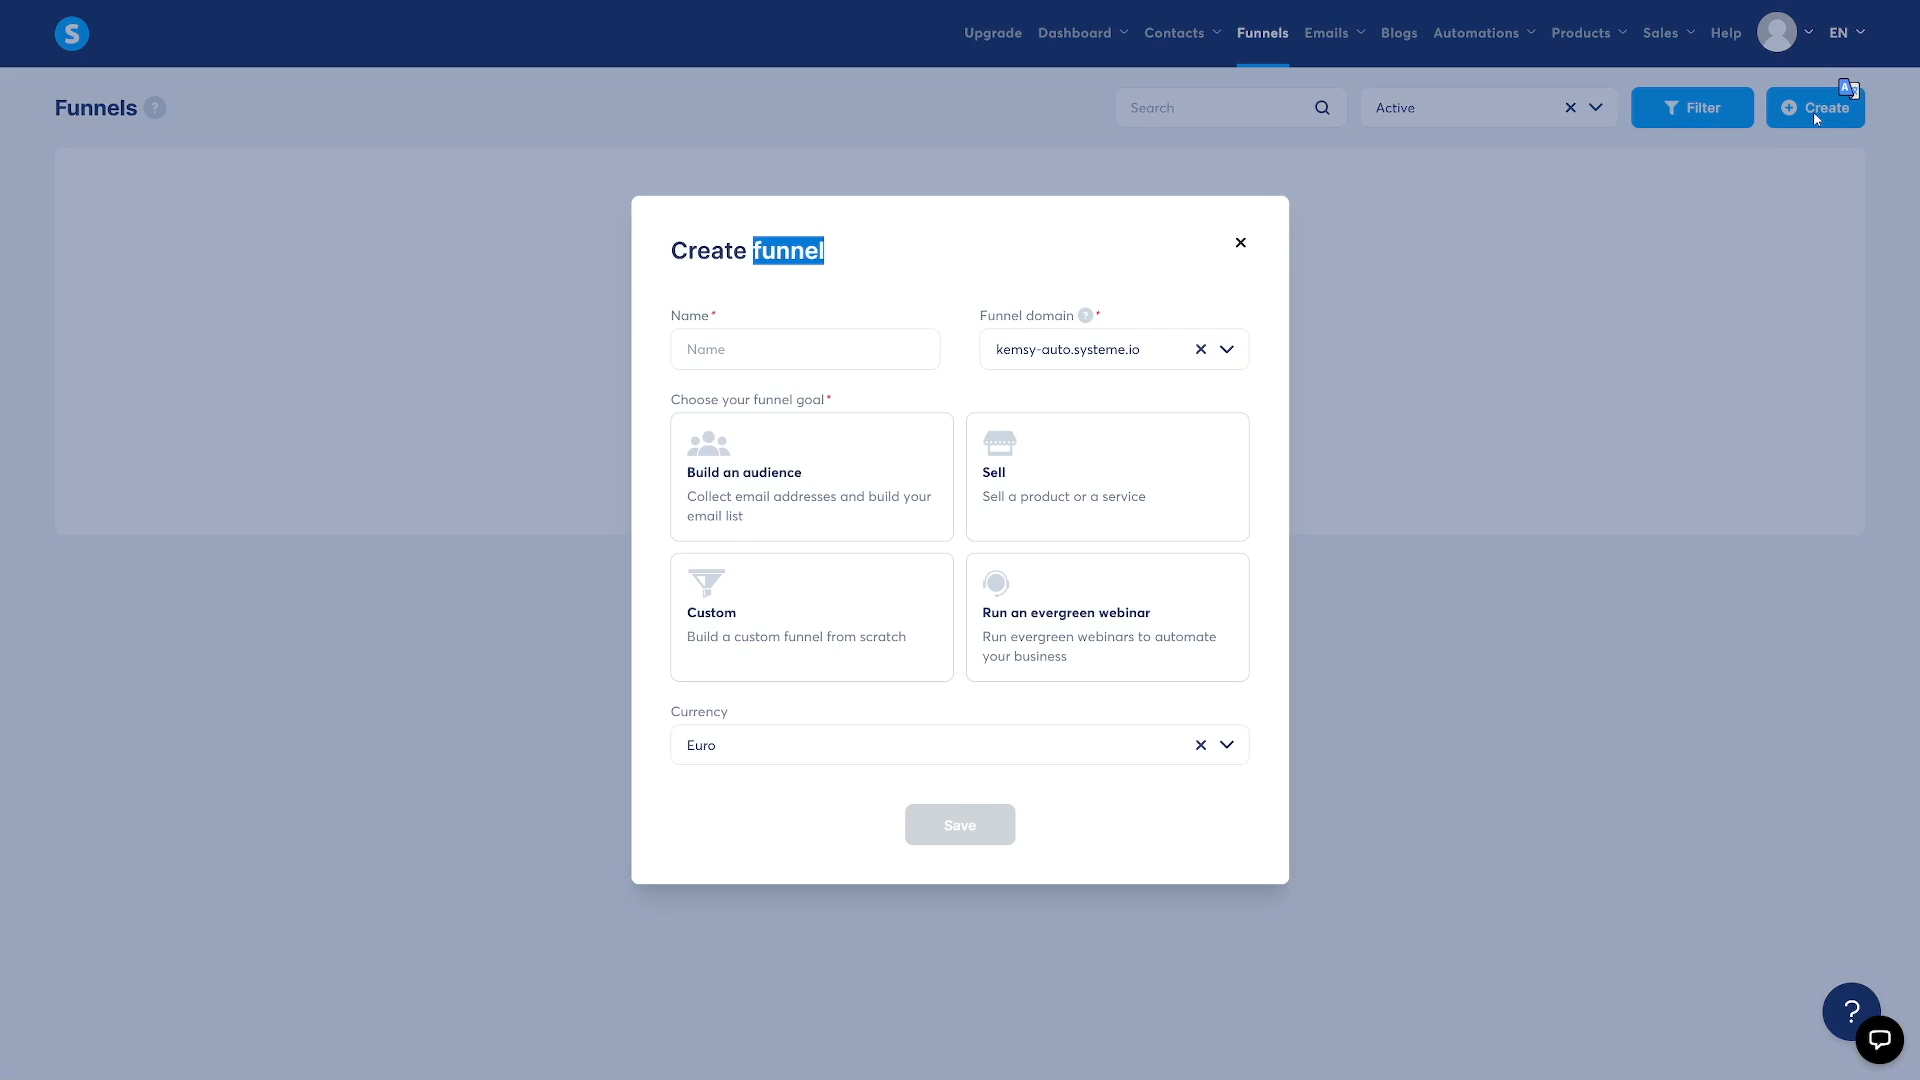 S
Upgrade Dashboard Contacts Funnels Emails Blogs Automations Products Sales Help EN
Funnels ?
Search
Active
Filter
Create
Create funnel
Name*
Funnel domain ? *
Name
kemsy-auto.systeme.io
Choose your funnel goal*
Build an audience
Collect email addresses and build your
email list
Sell
Sell a product or a service
Custom
Build a custom funnel from scratch
Run an evergreen webinar
Run evergreen webinars to automate
your business
Currency
Euro
Save
?